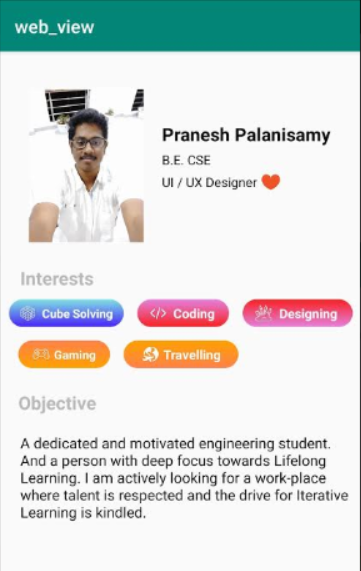 web_view
Pranesh Palanisamy
B.E. CSE
UI / UX Designer
Interests
Cube Solving
Coding
Designing
Gaming
Travelling
Objective
A dedicated and motivated engineering student.
And a person with deep focus towards Lifelong
Learning. I am actively looking for a work-place
where talent is respected and the drive for Iterative
Learning is kindled.